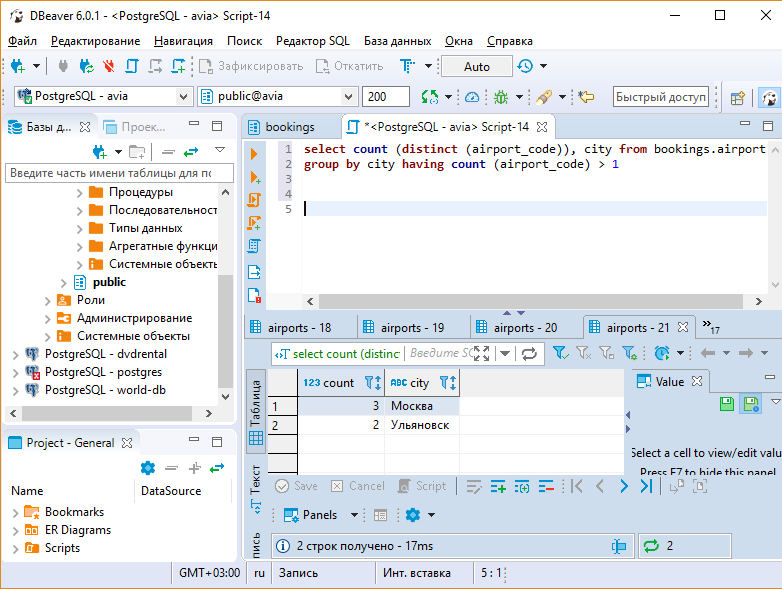 DBeaver 6.0.1 - <PostgreSQL - avia> Script-14
Файл Редактирование Навигация Поиск Редактор SQL База данных Окна Справка
Зафиксировать Откатить Auto
PostgreSQL - avia public@avia 200 Быстрый доступ
Базы д... Проек...
Введите часть имени таблицы для по
Процедуры
Последовательност
Типы данных
Агрегатные функци
Системные объекть
public
Роли
Администрирование
Системные объекты
PostgreSQL - dvdrental
PostgreSQL - postgres
PostgreSQL - world-db
Project - General
Name DataSource
Bookmarks
ER Diagrams
Scripts
bookings *<PostgreSQL - avia> Script-14
1 select count (distinct (airport_code)), city from bookings.airport
2 group by city having count (airport_code) > 1
3
4
5
airports - 18 airports - 19 airports - 20 airports - 21 »17
select count (distinc Введите SC
Таблица
Текст
пись
123 count ABC city
1 3 Москва
2 2 Ульяновск
Value
Select a cell to view/edit valu
Press F7 to hide this panel
Save Cancel Script
Panels
2 строк получено - 17ms 2
GMT+03:00 ru Запись Инт. вставка 5 : 1